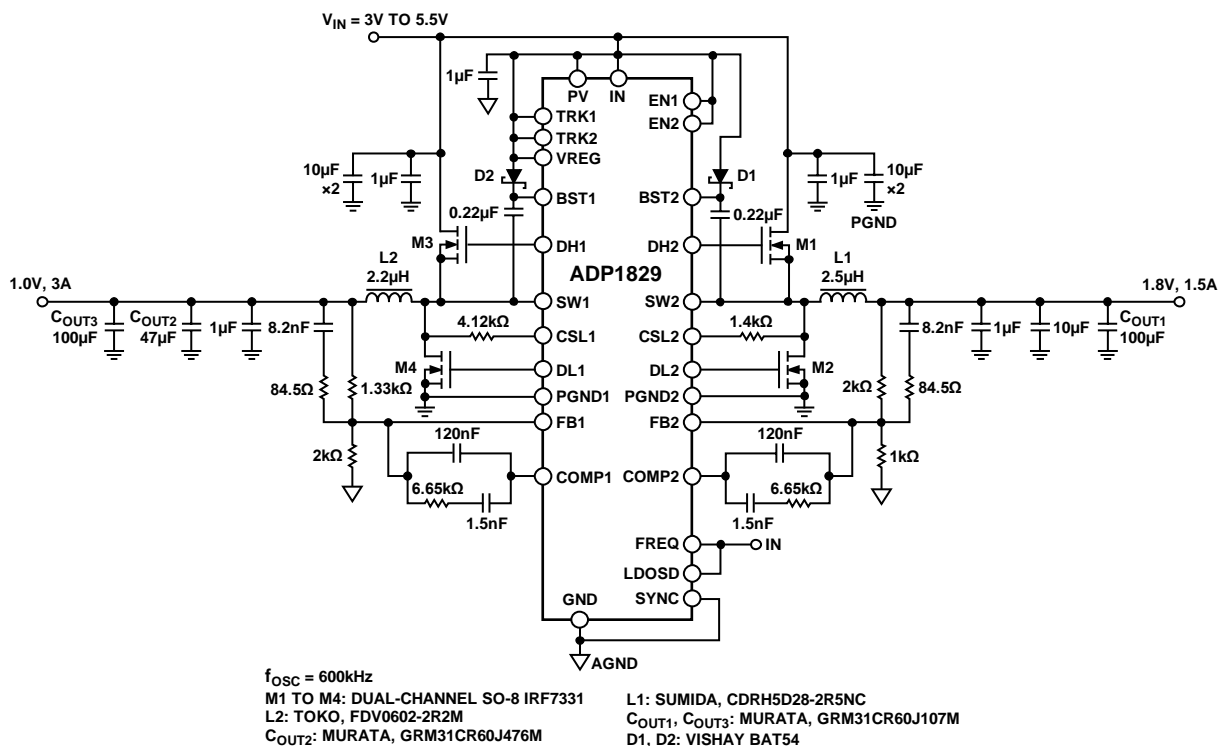 V_IN = 3V TO 5.5V
1µF
PV
IN
EN1
EN2
TRK1
TRK2
VREG
10µF
×2
1µF
D2
D1
1µF
10µF
×2
PGND
BST1
BST2
0.22µF
0.22µF
M3
DH1
DH2
M1
ADP1829
L2
2.2µH
L1
2.5µH
1.0V, 3A
SW1
SW2
1.8V, 1.5A
C_OUT3
100µF
C_OUT2
47µF
1µF
8.2nF
4.12kΩ
CSL1
CSL2
1.4kΩ
8.2nF
1µF
10µF
C_OUT1
100µF
M4
DL1
DL2
M2
84.5Ω
1.33kΩ
PGND1
PGND2
2kΩ
84.5Ω
FB1
FB2
2kΩ
120nF
120nF
1kΩ
COMP1
COMP2
6.65kΩ
1.5nF
6.65kΩ
1.5nF
FREQ
IN
LDOSD
SYNC
GND
AGND
f_OSC = 600kHz
M1 TO M4: DUAL-CHANNEL SO-8 IRF7331
L2: TOKO, FDV0602-2R2M
C_OUT2: MURATA, GRM31CR60J476M
L1: SUMIDA, CDRH5D28-2R5NC
C_OUT1, C_OUT3: MURATA, GRM31CR60J107M
D1, D2: VISHAY BAT54